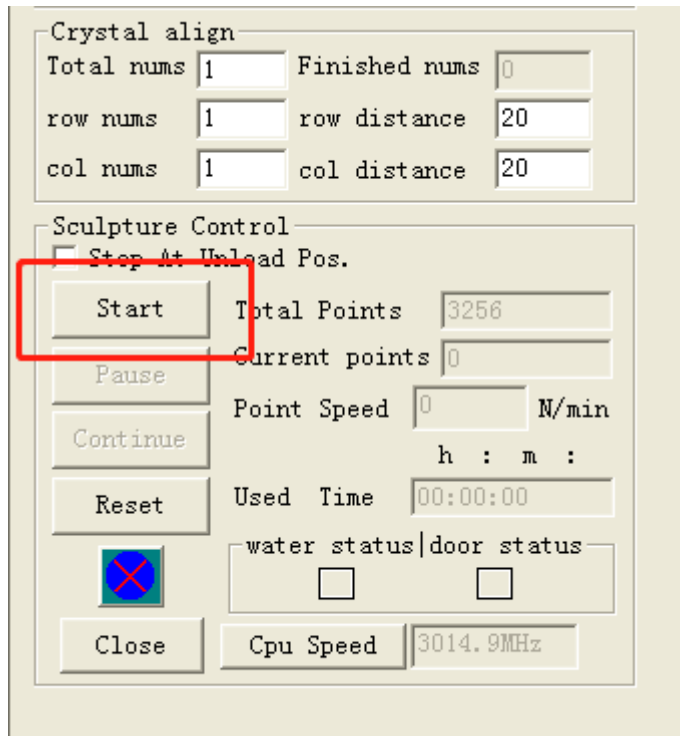 Crystal align
Total nums 1 Finished nums 0
row nums 1 row distance 20
col nums 1 col distance 20
Sculpture Control
Stop At Unload Pos.
Start Total Points 3256
Pause Current points 0
Point Speed 0 N/min
Continue
h : m :
Reset Used Time 00:00:00
water status|door status
Close Cpu Speed 3014.9MHz